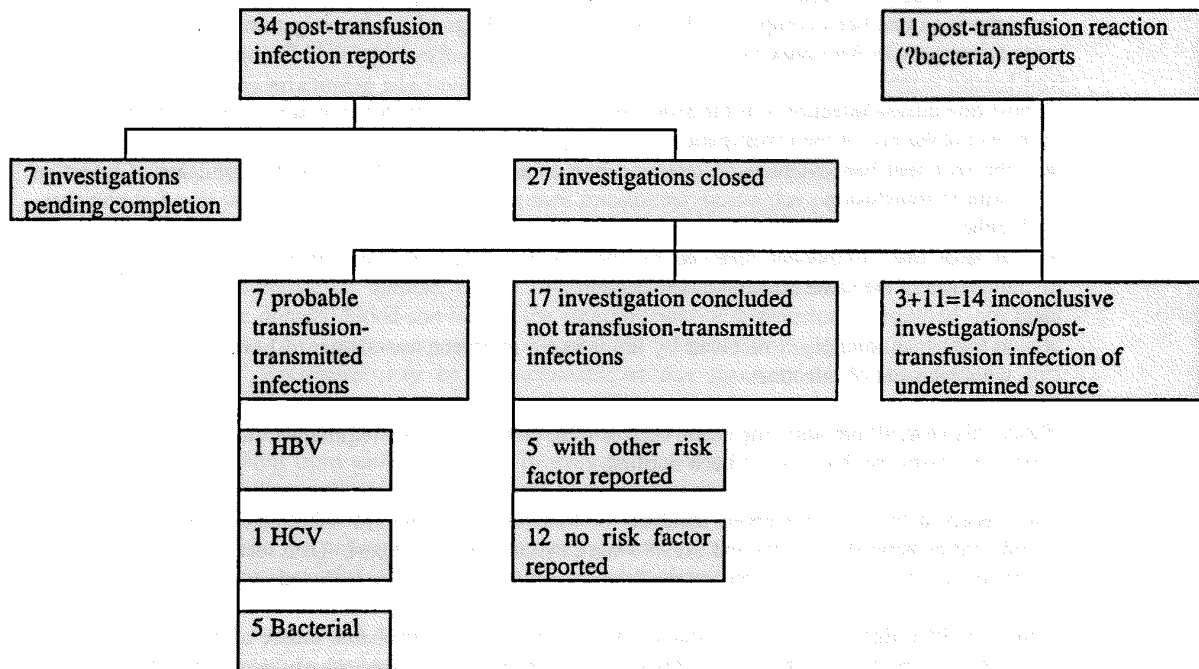 34 post-transfusion
infection reports
11 post-transfusion reaction
(?bacteria) reports
7 investigations
pending completion
27 investigations closed
7 probable
transfusion-
transmitted
infections
17 investigation concluded
not transfusion-transmitted
infections
3+11=14 inconclusive
investigations/post-
transfusion infection of
undetermined source
1 HBV
5 with other risk
factor reported
1 HCV
12 no risk factor
reported
5 Bacterial